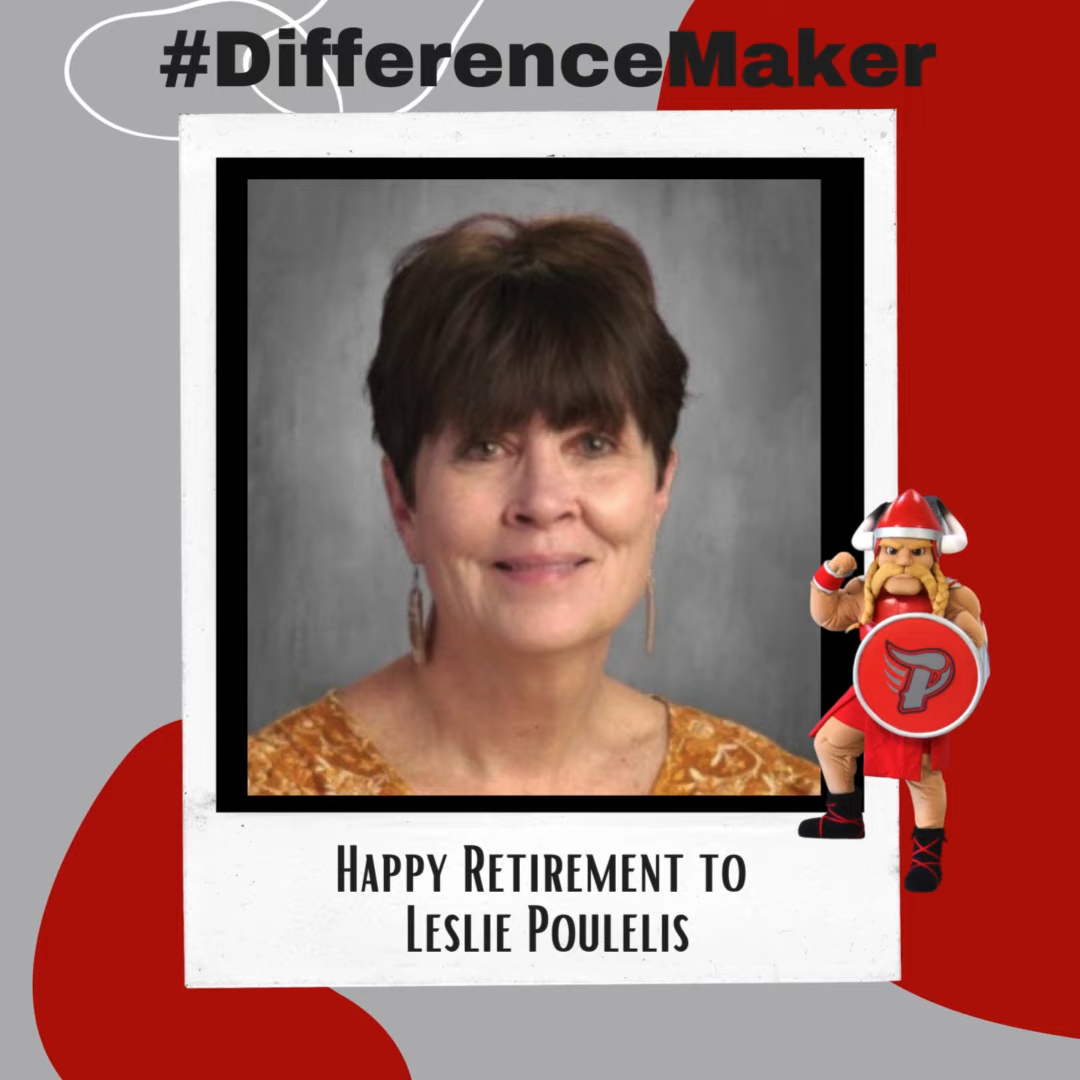 #DifferenceMaker
P
Happy Retirement to
Leslie Poulelis